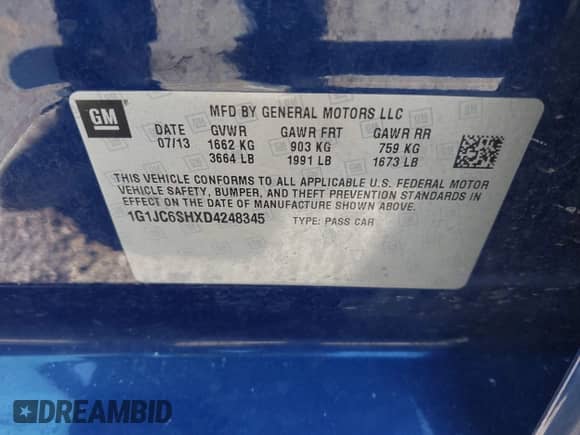 GM
MFD BY GENERAL MOTORS LLC
DATE GVWR GAWR FRT GAWR RR
07/13 1662 KG 903 KG 759 KG
3664 LB 1991 LB 1673 LB
THIS VEHICLE CONFORMS TO ALL APPLICABLE U.S. FEDERAL MOTOR
VEHICLE SAFETY, BUMPER, AND THEFT PREVENTION STANDARDS IN
EFFECT ON THE DATE OF MANUFACTURE SHOWN ABOVE.
1G1JC6SHXD4248345 TYPE: PASS CAR
DREAMBID